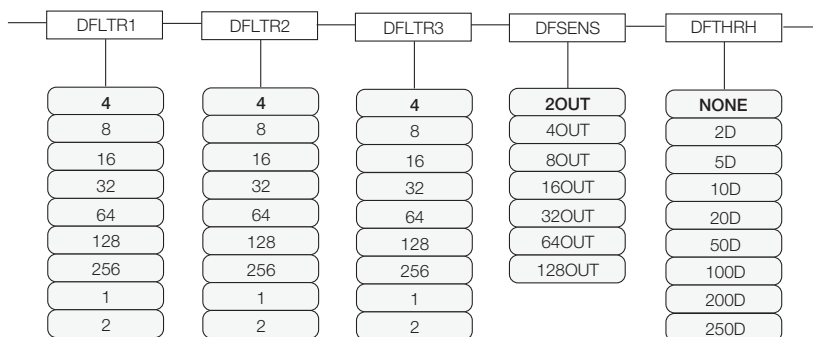 DFLTR1 DFLTR2 DFLTR3 DFSENS DFTHRH
4 4 4 2OUT NONE
8 8 8 4OUT 2D
16 16 16 8OUT 5D
32 32 32 16OUT 10D
64 64 64 32OUT 20D
128 128 128 64OUT 50D
256 256 256 128OUT 100D
1 1 1 200D
2 2 2 250D